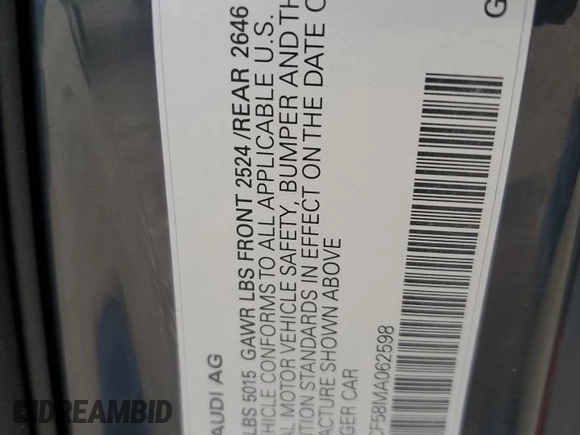 AUDI AG
LBS 5015 GAWR LBS FRONT 2524 /REAR 2646
HICLE CONFORMS TO ALL APPLICABLE U.S.
AL MOTOR VEHICLE SAFETY, BUMPER AND TH
TION STANDARDS IN EFFECT ON THE DATE O
ACTURE SHOWN ABOVE
GER CAR
CF58MA062598
G
DREAMBID